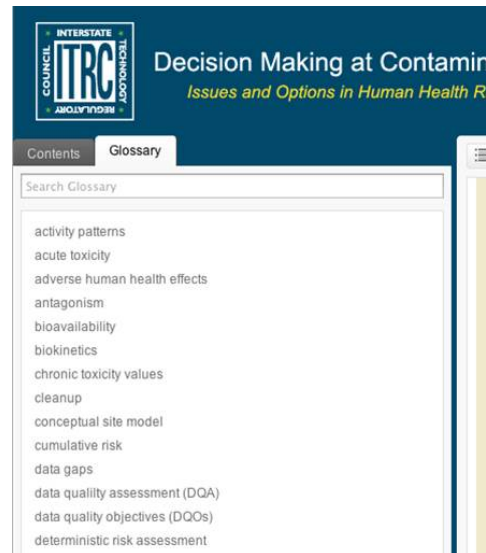 INTERSTATE
COUNCIL
ITRC
TECHNOLOGY
REGULATORY
Decision Making at Contamin
Issues and Options in Human Health R
Contents
Glossary
Search Glossary
activity patterns
acute toxicity
adverse human health effects
antagonism
bioavailability
biokinetics
chronic toxicity values
cleanup
conceptual site model
cumulative risk
data gaps
data qualilty assessment (DQA)
data quality objectives (DQOs)
deterministic risk assessment